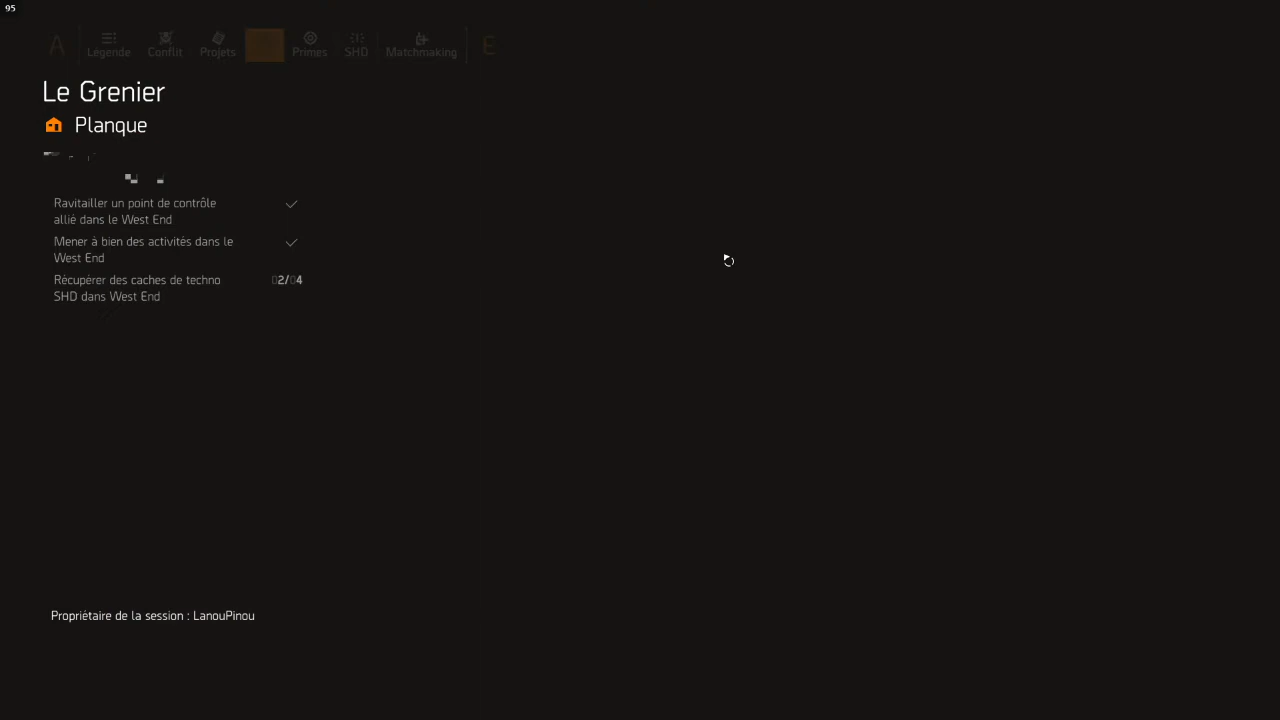 95
A Légende Conflit Projets Primes SHD Matchmaking E
Le Grenier
Planque
Ravitailler un point de contrôle
allié dans le West End
Mener à bien des activités dans le
West End
Récupérer des caches de techno 02/04
SHD dans West End
Propriétaire de la session : LanouPinou